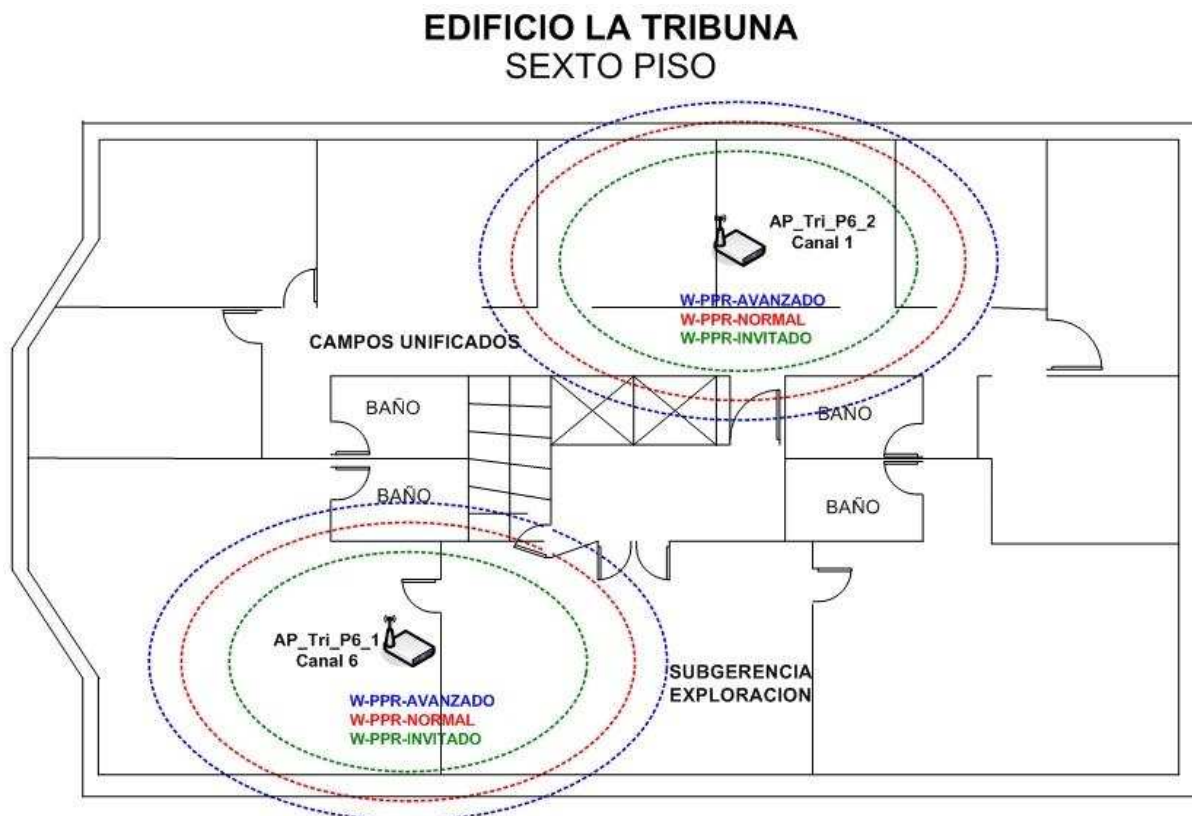 EDIFICIO LA TRIBUNA
SEXTO PISO
AP_Tri_P6_2
Canal 1
W-PPR-AVANZADO
W-PPR-NORMAL
W-PPR-INVITADO
CAMPOS UNIFICADOS
BAÑO
BAÑO
BAÑO
BAÑO
AP_Tri_P6_1
Canal 6
SUBGERENCIA
EXPLORACION
W-PPR-AVANZADO
W-PPR-NORMAL
W-PPR-INVITADO